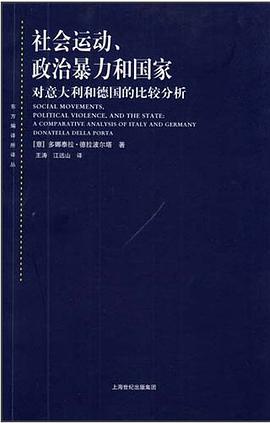 社会运动、
政治暴力和国家
对意大利和德国的比较分析
SOCIAL MOVEMENTS,
POLITICAL VIOLENCE, AND THE STATE:
A COMPARATIVE ANALYSIS OF ITALY AND GERMANY
DONATELLA DELLA PORTA
[意] 多娜泰拉·德拉波尔塔 著
王涛 江远山 译
东方编译所译丛
上海世纪出版集团